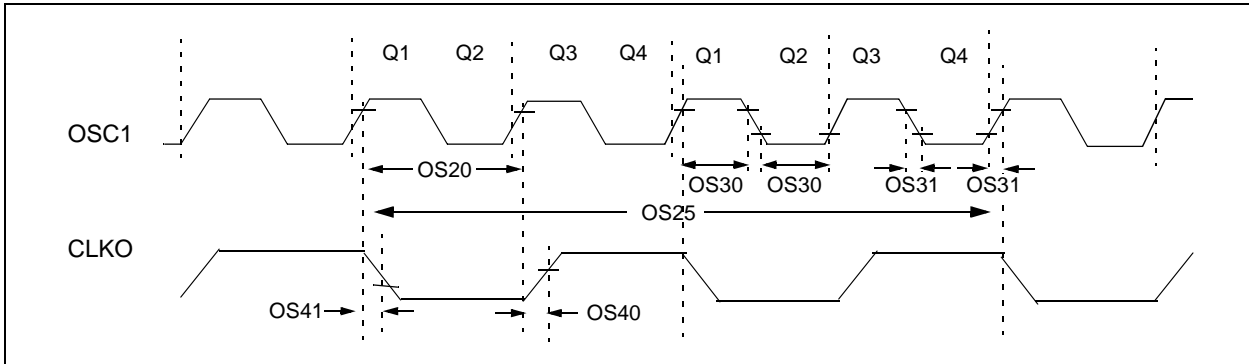 Q1 Q2 Q3 Q4 Q1 Q2 Q3 Q4
OSC1
OS20 OS30 OS30 OS31 OS31
OS25
CLKO
OS41 OS40